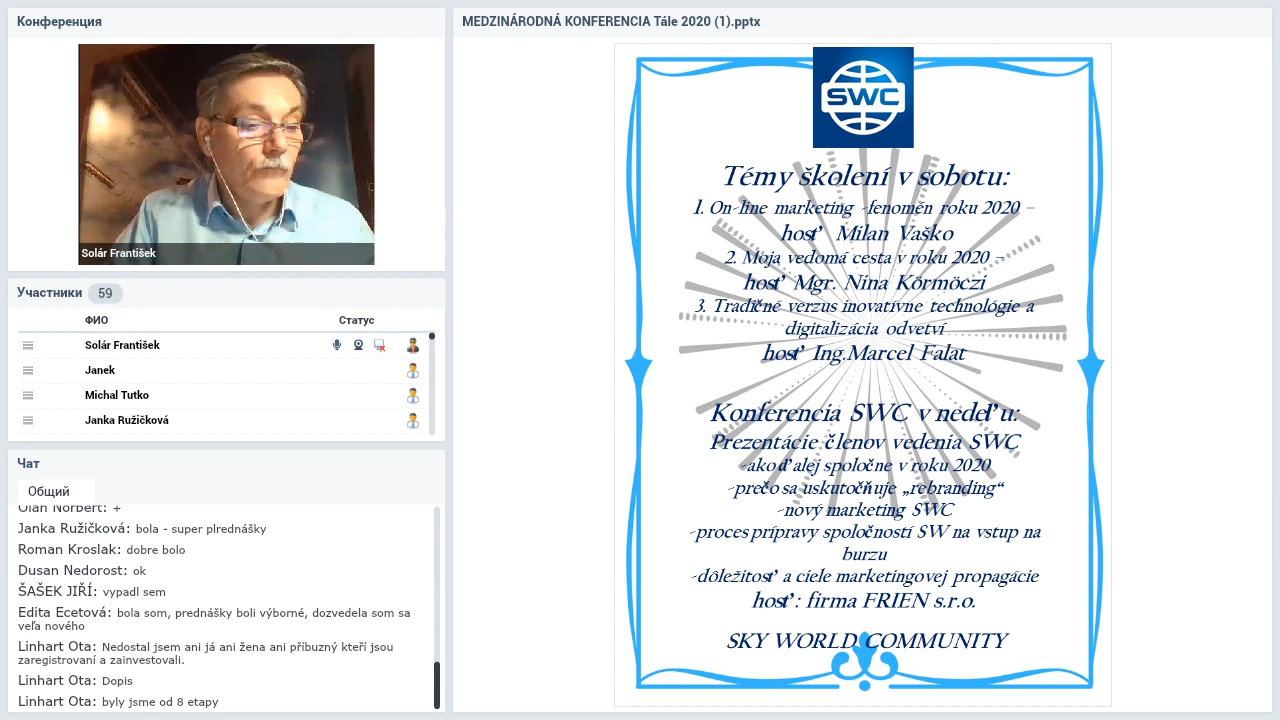 Конференция
Solár František
Участники 59
ФИО Статус
Solár František
Janek
Michal Tutko
Janka Ružičková
Чат
Общий
Olah Norbert: +
Janka Ružičková: bola - super plrednášky
Roman Kroslak: dobre bolo
Dusan Nedorost: ok
ŠAŠEK JIŘÍ: vypadl sem
Edita Ecetová: bola som, prednášky boli výborné, dozvedela som sa
veľa nového
Linhart Ota: Nedostal jsem ani já ani žena ani příbuzný kteří jsou
zaregistrovaní a zainvestovali.
Linhart Ota: Dopis
Linhart Ota: byly jsme od 8 etapy
MEDZINÁRODNÁ KONFERENCIA Tále 2020 (1).pptx
SWC
Témy školení v sobotu:
1. On-line marketing -fenomén roku 2020 –
hosť Milan Vaško
2. Moja vedomá cesta v roku 2020 –
hosť Mgr. Nina Körmöczi
3. Tradičné verzus inovatívne technológie a
digitalizácia odvetví
hosť Ing.Marcel Falat
Konferencia SWC v nedeľu:
Prezentácie členov vedenia SWC
-ako ďalej spoločne v roku 2020
-prečo sa uskutočňuje „rebranding“
-nový marketing SWC
-proces prípravy spoločností SW na vstup na
burzu
-dôležitosť a ciele marketingovej propagácie
hosť: firma FRIEN s.r.o.
SKY WORLD COMMUNITY